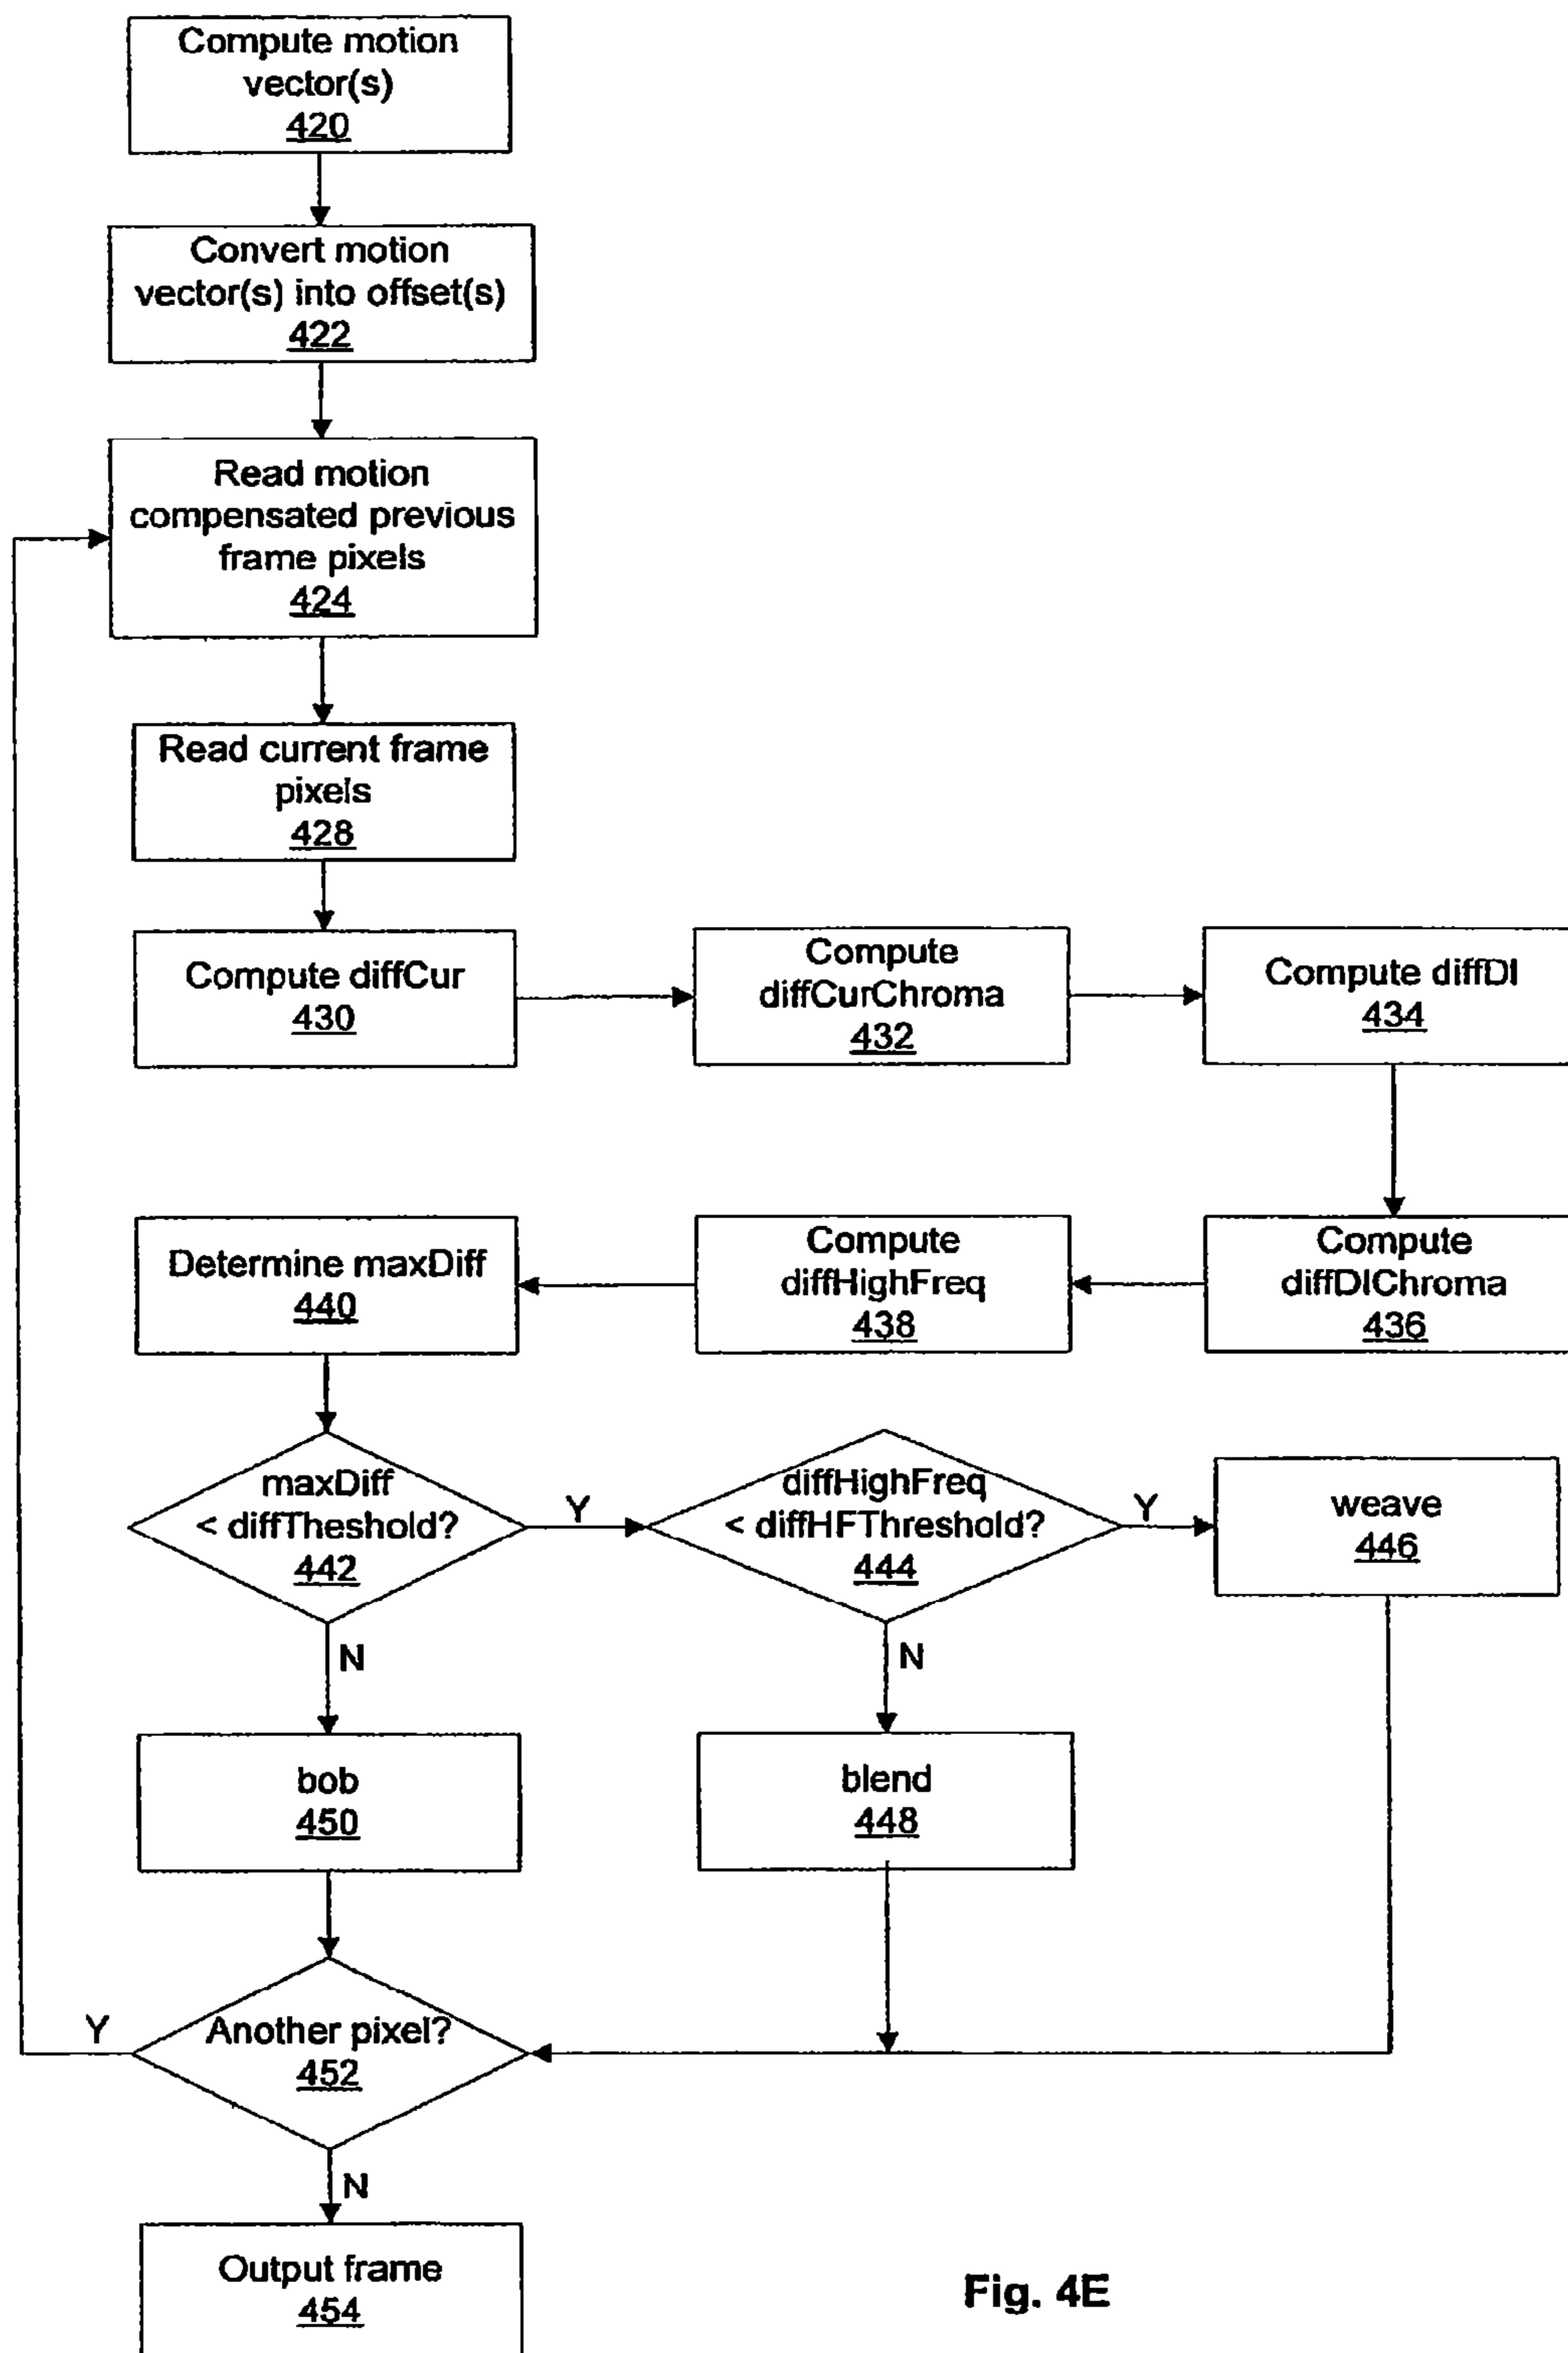 Compute motion
vector(s)
420
Convert motion
vector(s) into offset(s)
422
Read motion
compensated previous
frame pixels
424
Read current frame
pixels
428
Compute diffCur
430
Compute
diffCurChroma
432
Compute diffDI
434
Compute
diffDIChroma
436
Compute
diffHighFreq
438
Determine maxDiff
440
maxDiff
< diffTheshold?
442
Y
N
diffHighFreq
< diffHFThreshold?
444
Y
N
weave
446
bob
450
blend
448
Another pixel?
452
Y
N
Output frame
454
Fig. 4E